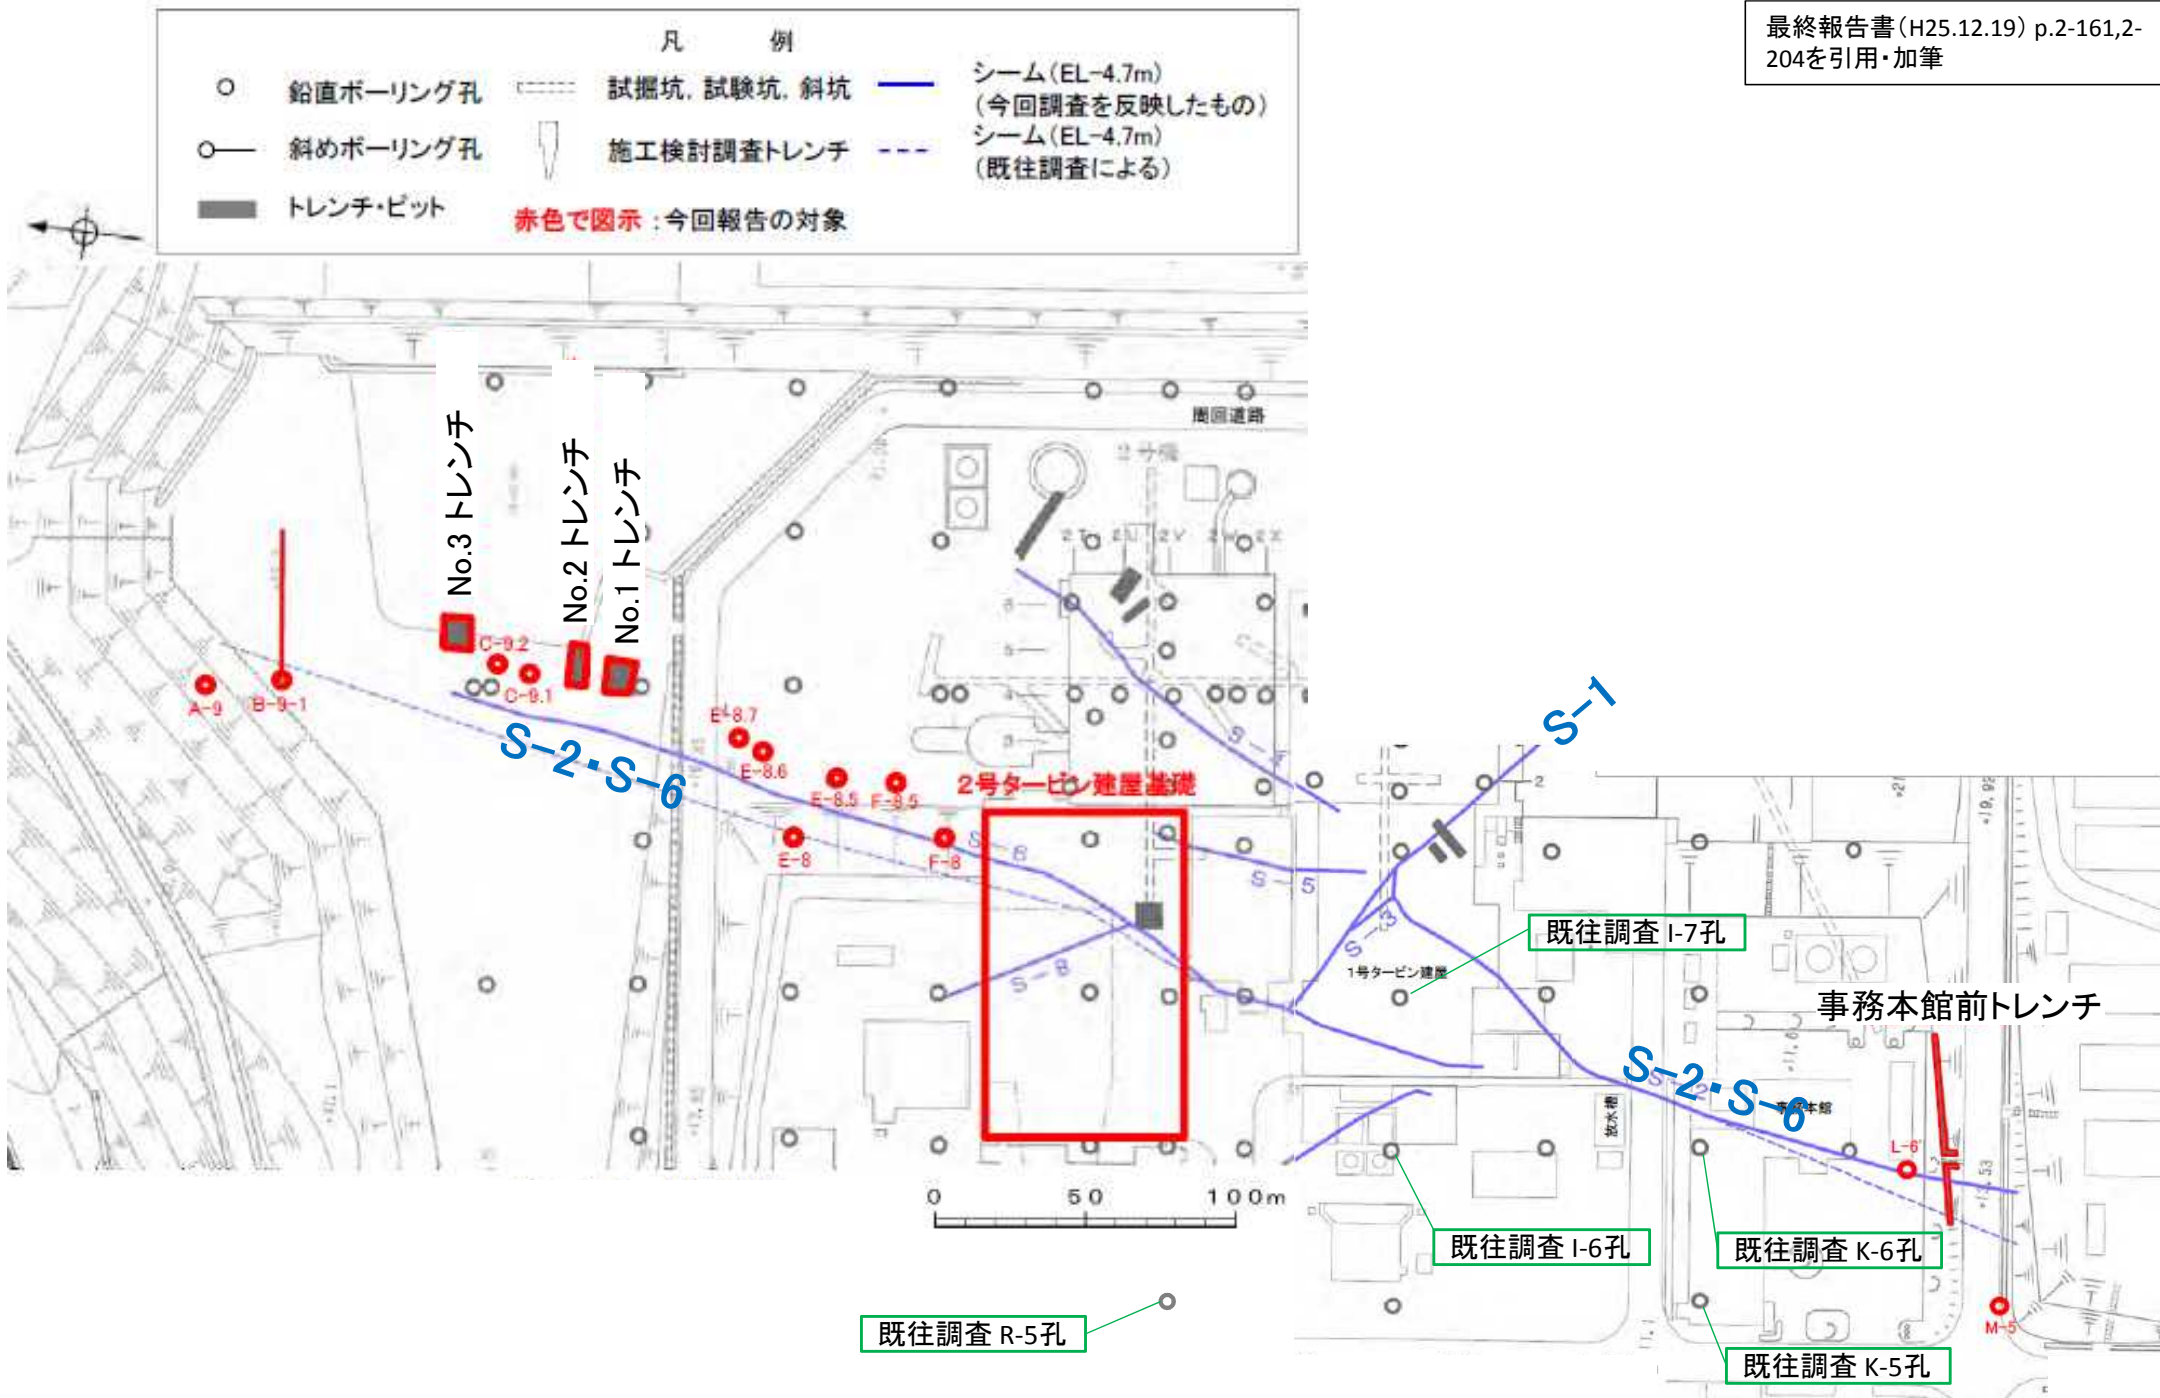 最終報告書(H25.12.19) p.2-161,2-
204を引用・加筆
凡　例
鉛直ボーリング孔
試掘坑, 試験坑, 斜坑
シーム(EL-4.7m)
(今回調査を反映したもの)
斜めボーリング孔
施工検討調査トレンチ
シーム(EL-4.7m)
(既往調査による)
トレンチ・ピット
赤色で図示：今回報告の対象
No.3 トレンチ
No.2 トレンチ
No.1 トレンチ
周回道路
2号機
A-9
B-9-1
C-9.2
C-9.1
E-8.7
E-8.6
E-8.5
F-8.5
E-8
F-8
2号タービン建屋基礎
S-2・S-6
S-1
S-5
S-3
S-8
S-8
1号タービン建屋
既往調査 I-7孔
事務本館前トレンチ
S-2・S-6
事務本館
放水槽
L-6'
0 50 100m
既往調査 I-6孔
既往調査 K-6孔
既往調査 R-5孔
既往調査 K-5孔
M-5